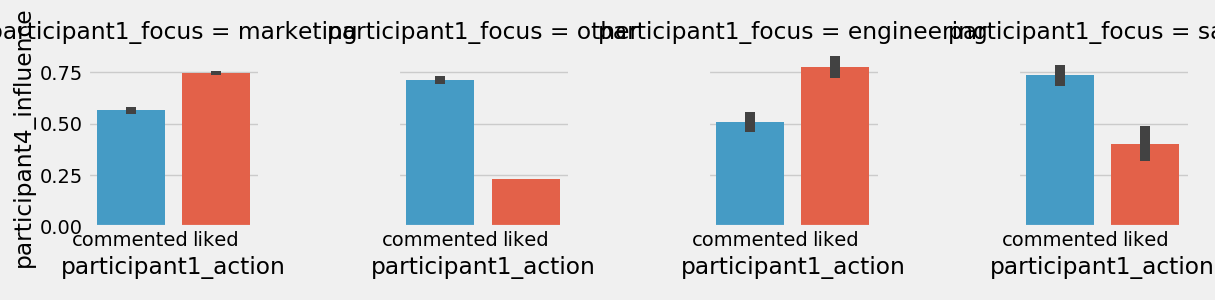 participant1_focus = marketing
participant1_focus = other
participant1_focus = engineering
participant1_focus =
participant4_influence
0.75
0.50
0.25
0.00
commented liked
commented liked
commented liked
commented liked
participant1_action
participant1_action
participant1_action
participant1_action